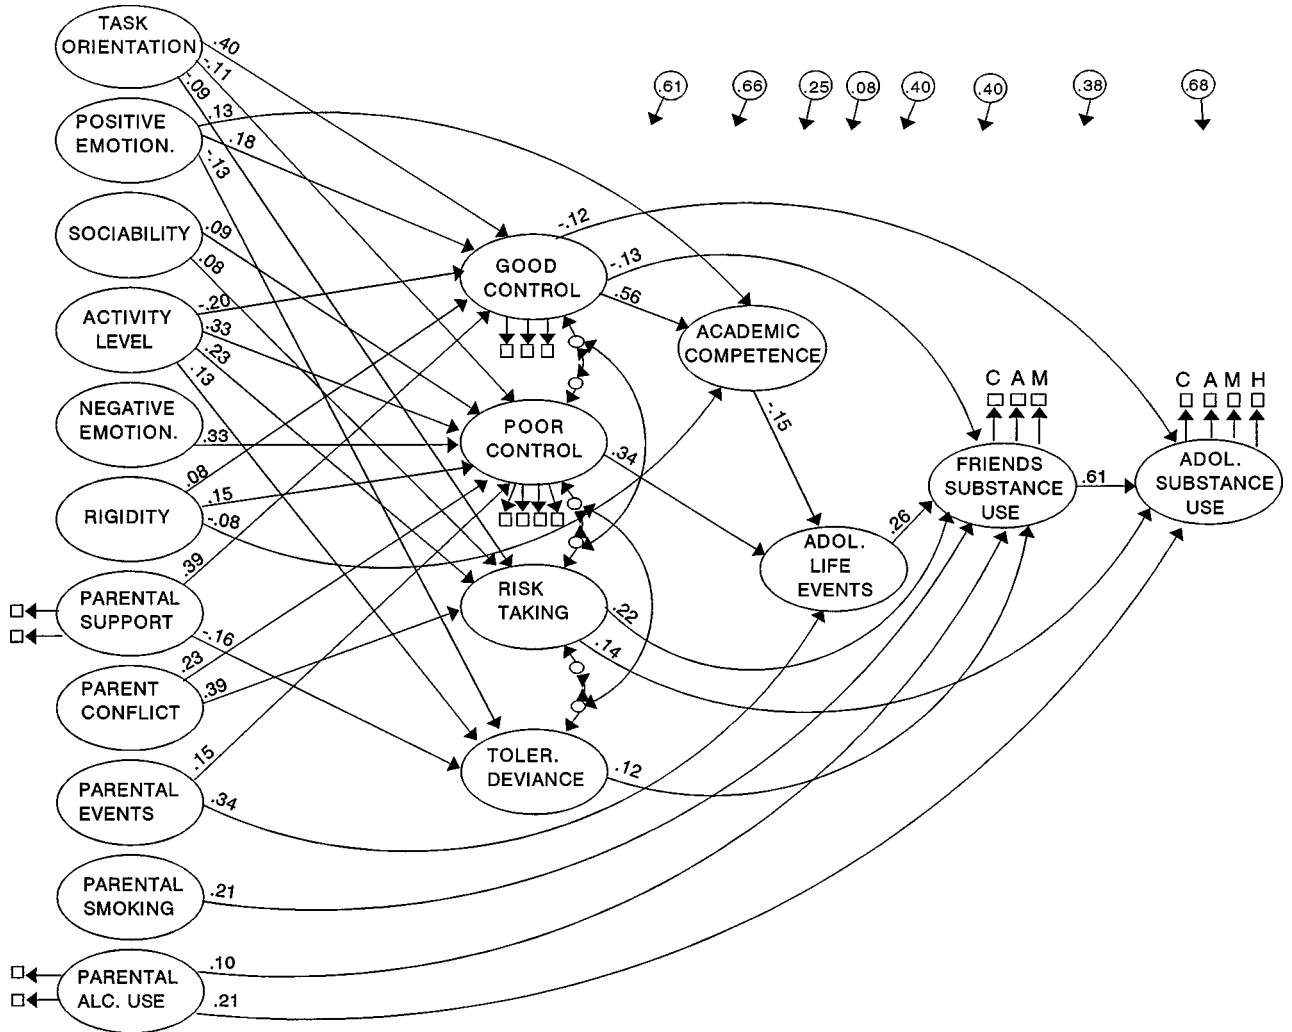 TASK
ORIENTATION
.40
-.11
-.09
.61
.66
.25
.08
.40
.40
.38
.68
POSITIVE
EMOTION.
.13
.18
-.13
SOCIABILITY
.09
.08
ACTIVITY
LEVEL
-.20
.33
.23
.13
NEGATIVE
EMOTION.
.33
RIGIDITY
.08
.15
-.08
PARENTAL
SUPPORT
.39
-.16
PARENT
CONFLICT
.23
.39
PARENTAL
EVENTS
.15
.34
PARENTAL
SMOKING
.21
PARENTAL
ALC. USE
.10
.21
GOOD
CONTROL
-.12
-.13
.56
POOR
CONTROL
.34
RISK
TAKING
.22
.14
TOLER.
DEVIANCE
.12
ACADEMIC
COMPETENCE
-.15
ADOL.
LIFE
EVENTS
.26
C A M
FRIENDS
SUBSTANCE
USE
.61
C A M H
ADOL.
SUBSTANCE
USE